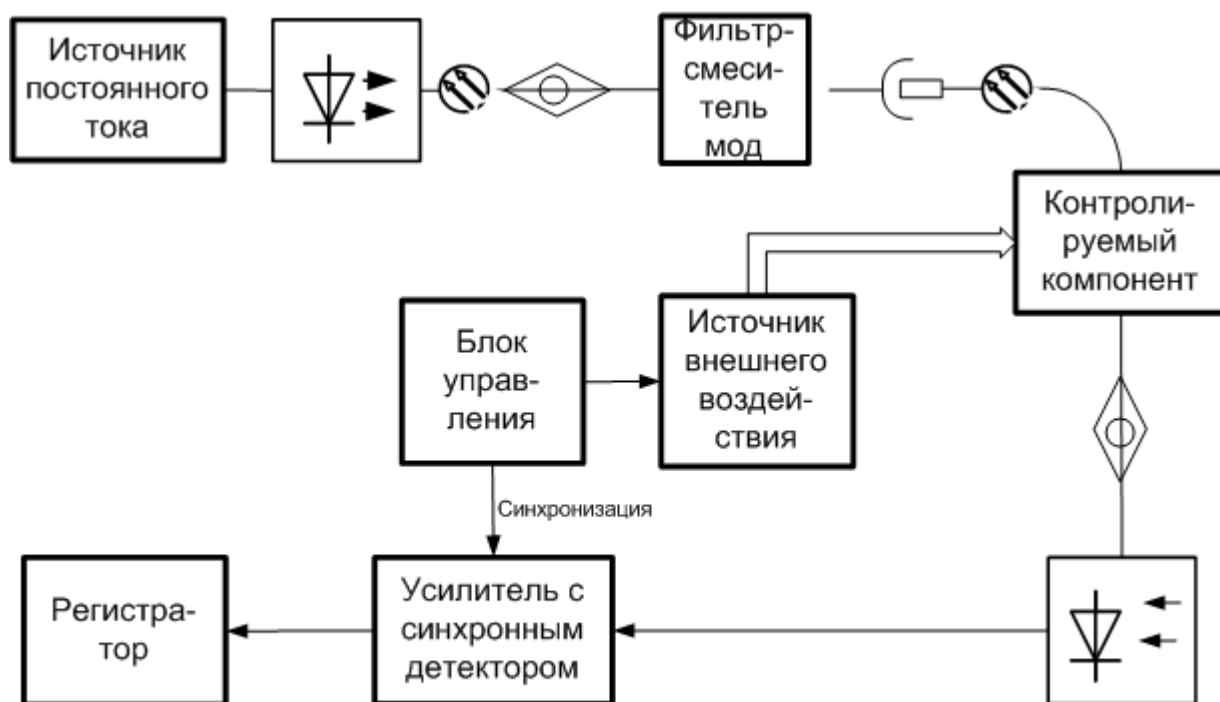 Источник
постоянного
тока
Фильтр-
смеси-
тель
мод
Контроли-
руемый
компонент
Блок
управ-
ления
Источник
внешнего
воздей-
ствия
Синхронизация
Регистра-
тор
Усилитель с
синхронным
детектором